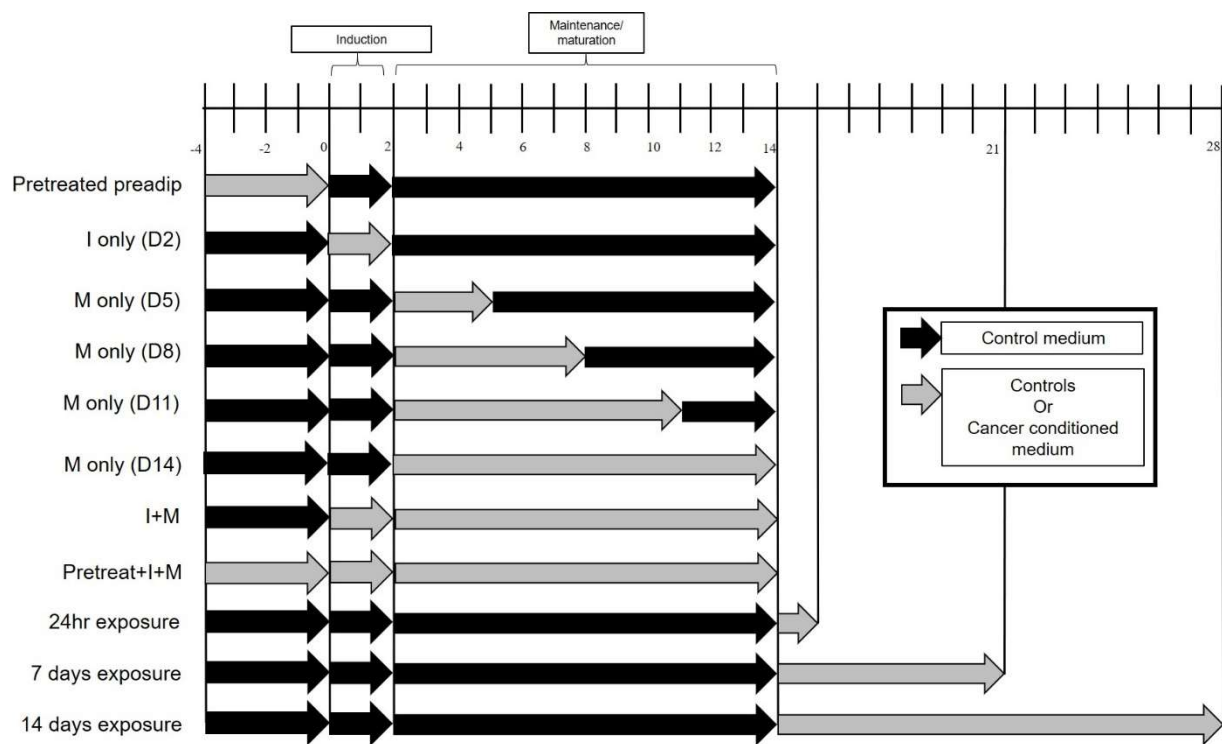 Induction
Maintenance/
maturation
-4 -2 0 2 4 6 8 10 12 14 21 28
Pretreated preadip
I only (D2)
M only (D5)
M only (D8)
M only (D11)
M only (D14)
I+M
Pretreat+I+M
24hr exposure
7 days exposure
14 days exposure
Control medium
Controls
Or
Cancer conditioned
medium